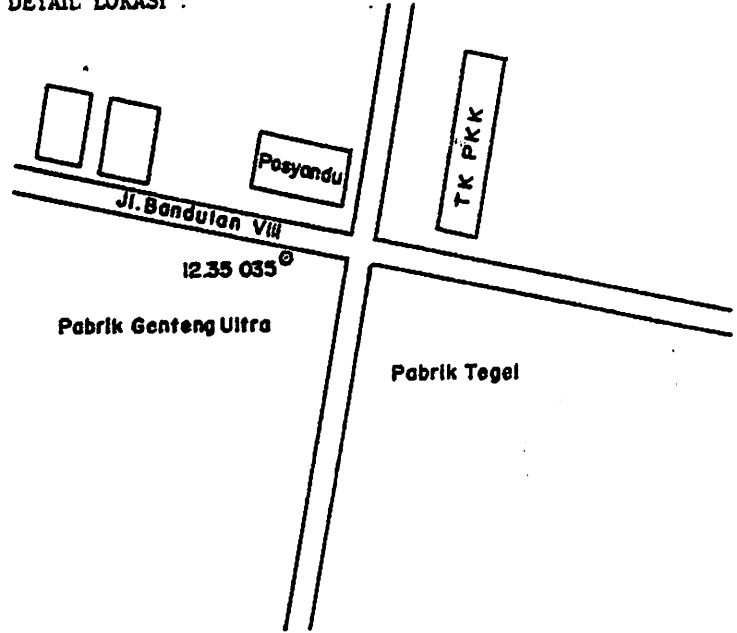 DETAIL LOKASI :
TK PKK
Posyandu
Jl. Bandulan VIII
12.35 035
Pabrik Genteng Ultra
Pabrik Tegel